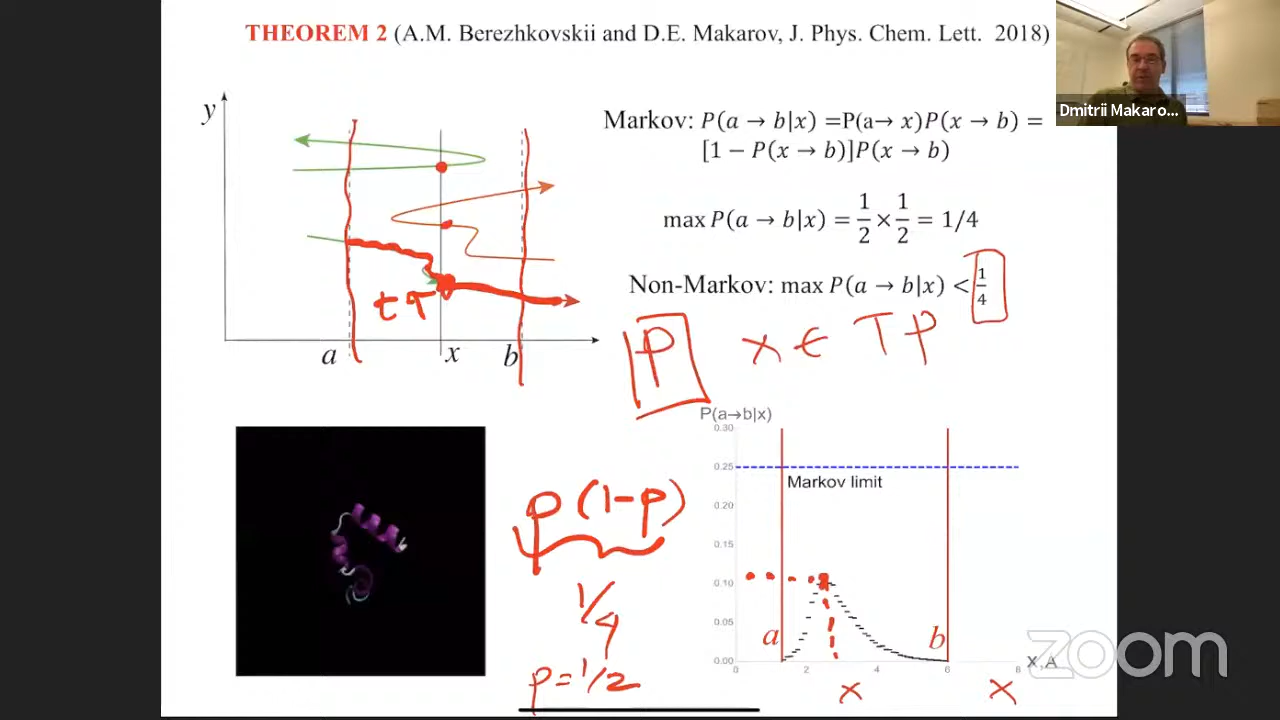 THEOREM 2 (A.M. Berezhkovskii and D.E. Makarov, J. Phys. Chem. Lett. 2018)
Dmitrii Makaro...
y
Markov: P(a → b|x) =P(a→ x)P(x → b) =
[1 − P(x → b)]P(x → b)
max P(a → b|x) = 1/2 × 1/2 = 1/4
Non-Markov: max P(a → b|x) < 1/4
a x b
P x ∈ TP
P(a→b|x)
0.30
0.25
Markov limit
0.20
0.15
0.10
0.05
0.00
a b
0 2 4 6 8 X, A
x x
p(1-p)
1/4
p=1/2
zoom